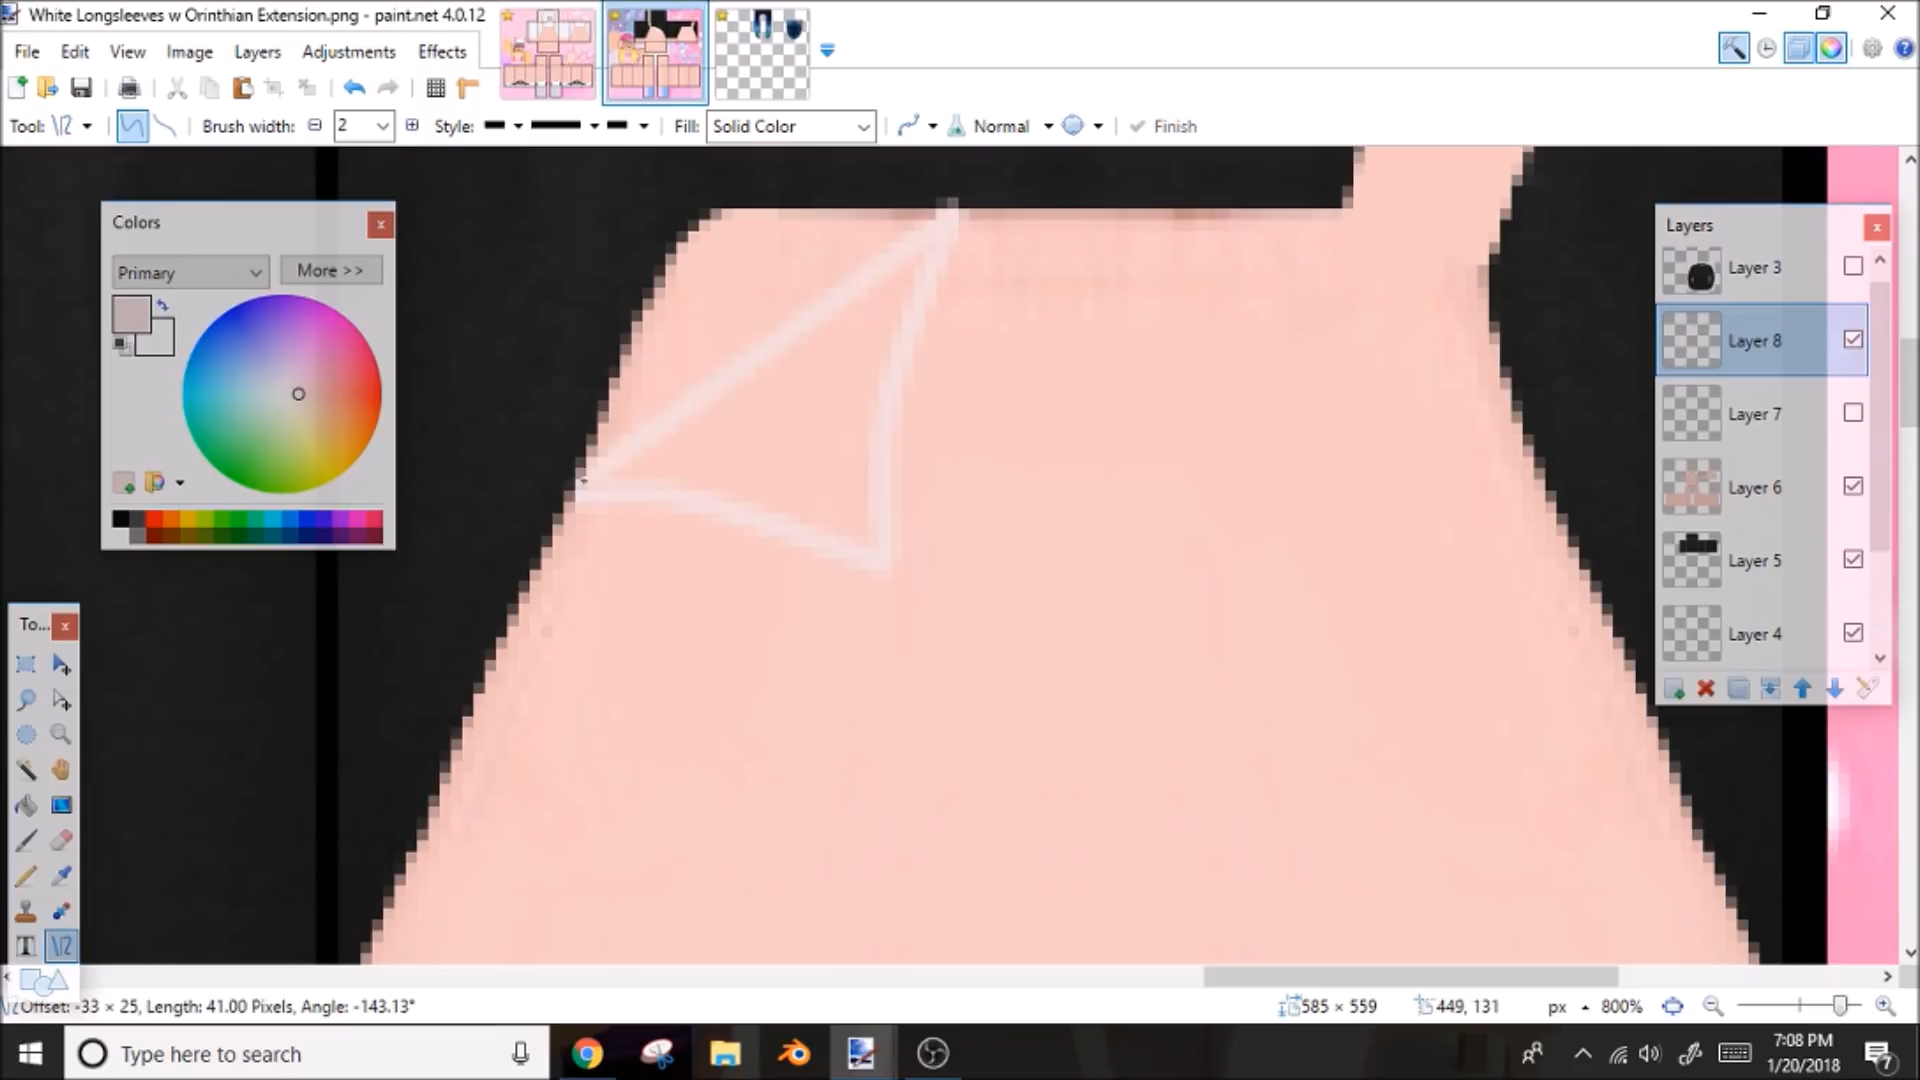 White Longsleeves w Orinthian Extension.png - paint.net 4.0.12
File Edit View Image Layers Adjustments Effects
Tool: Brush width: 2 Style: Fill: Solid Color Normal Finish
Colors
Primary More >>
Layers
Layer 3
Layer 8
Layer 7
Layer 6
Layer 5
Layer 4
To...
Offset: -33 × 25, Length: 41.00 Pixels, Angle: -143.13° 585 × 559 449, 131 px 800%
Type here to search
7:08 PM
1/20/2018
7